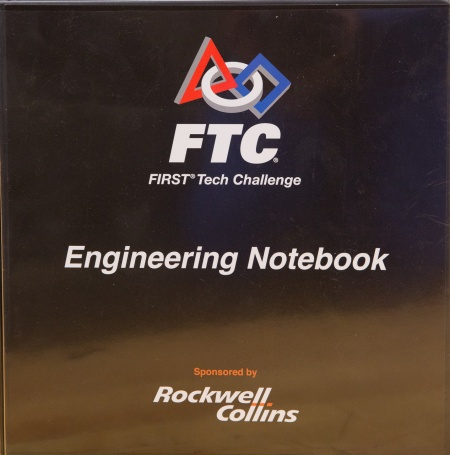 FTC®
FIRST® Tech Challenge
Engineering Notebook
Sponsored by
Rockwell
Collins